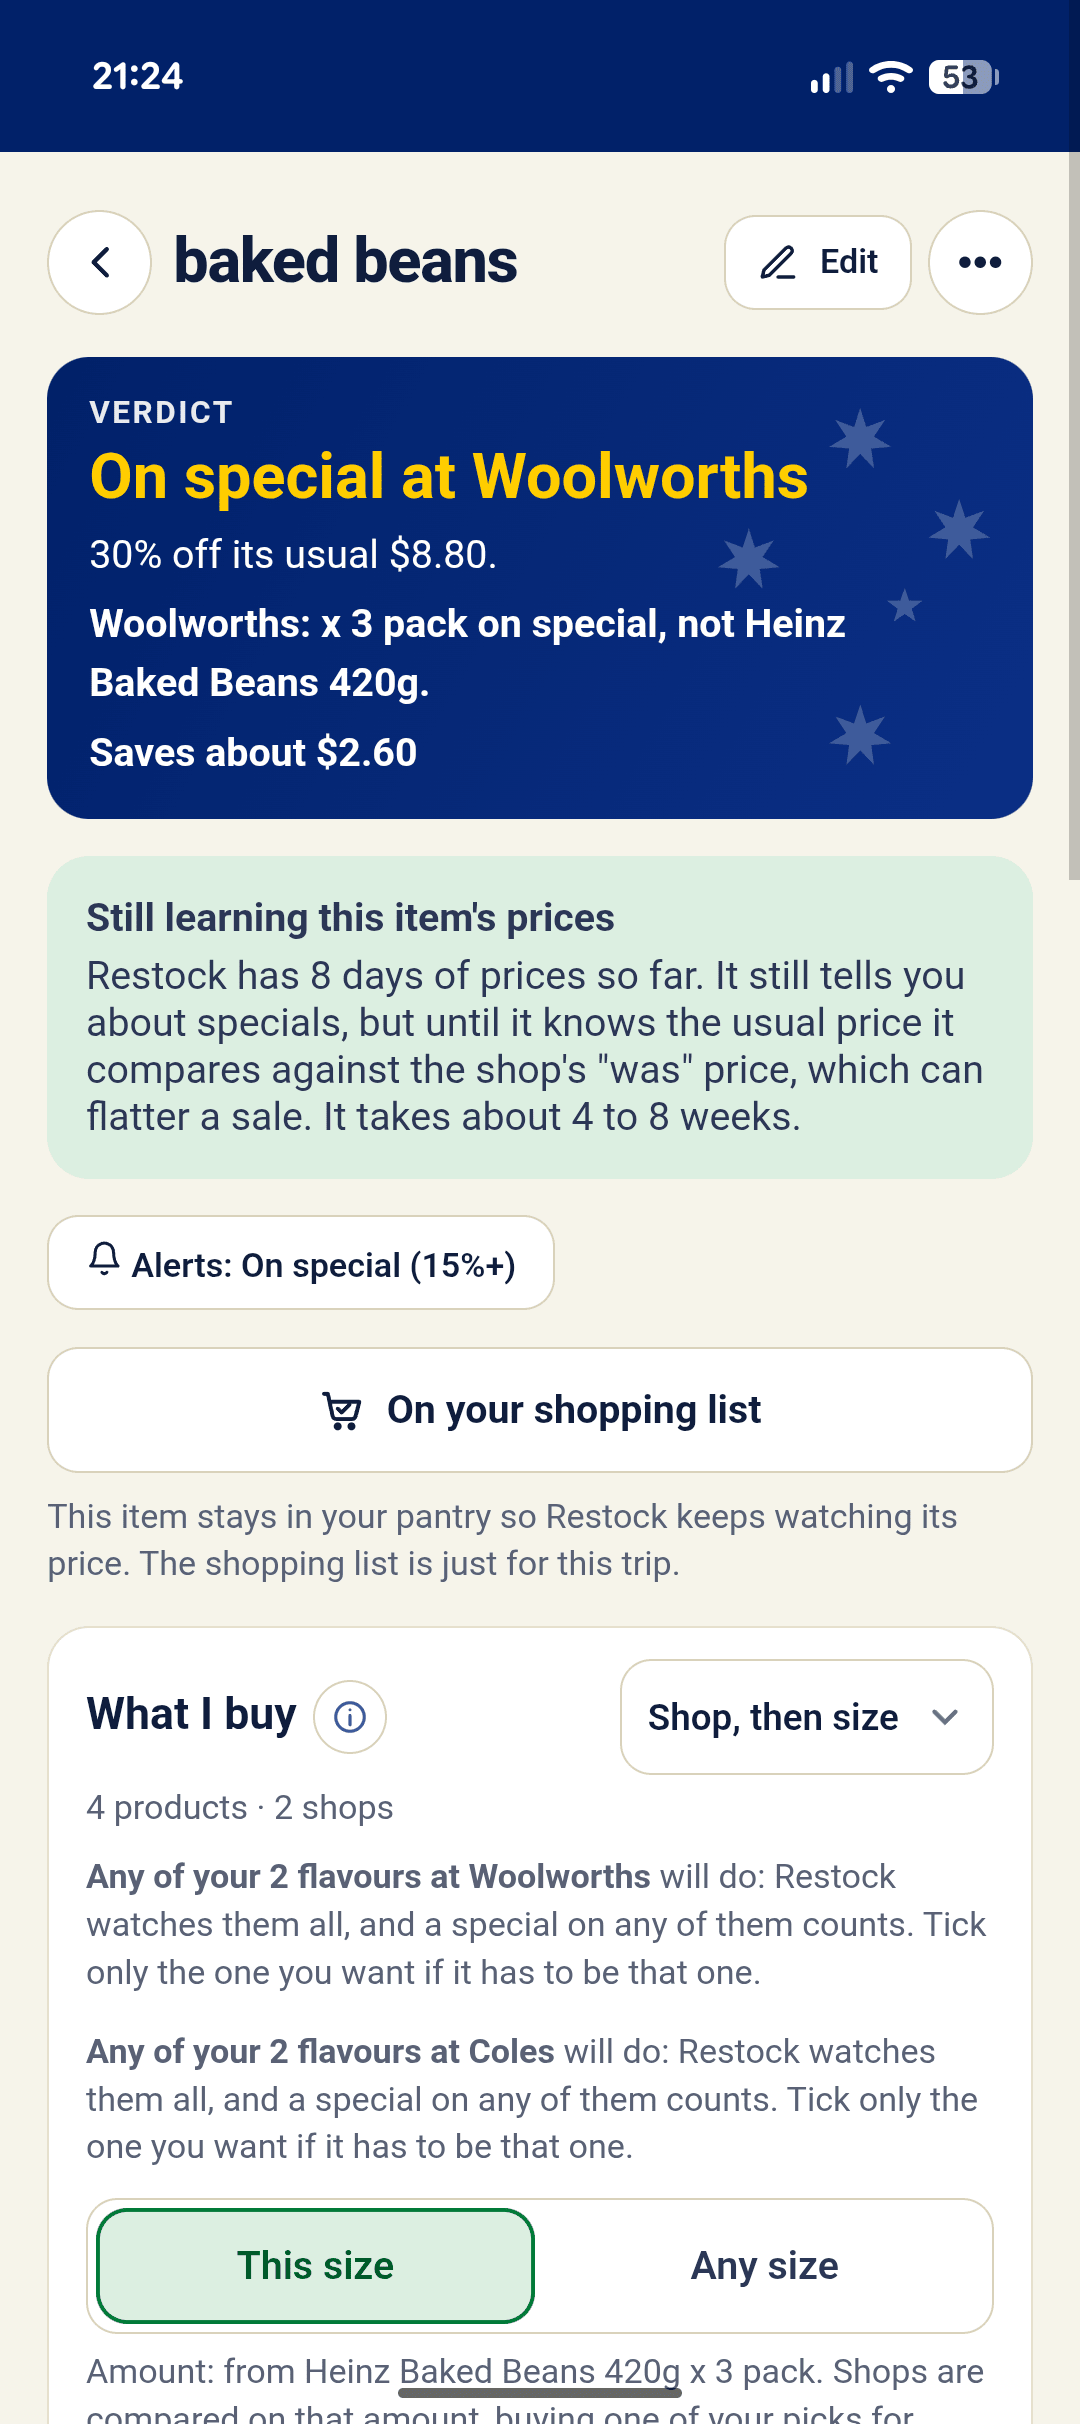 21:24
53
baked beans
Edit
VERDICT
On special at Woolworths
30% off its usual $8.80.
Woolworths: x 3 pack on special, not Heinz
Baked Beans 420g.
Saves about $2.60
Still learning this item's prices
Restock has 8 days of prices so far. It still tells you
about specials, but until it knows the usual price it
compares against the shop's "was" price, which can
flatter a sale. It takes about 4 to 8 weeks.
Alerts: On special (15%+)
On your shopping list
This item stays in your pantry so Restock keeps watching its
price. The shopping list is just for this trip.
What I buy
Shop, then size
4 products · 2 shops
Any of your 2 flavours at Woolworths will do: Restock
watches them all, and a special on any of them counts. Tick
only the one you want if it has to be that one.
Any of your 2 flavours at Coles will do: Restock watches
them all, and a special on any of them counts. Tick only the
one you want if it has to be that one.
This size
Any size
Amount: from Heinz Baked Beans 420g x 3 pack. Shops are
compared on that amount, buying one of your picks for